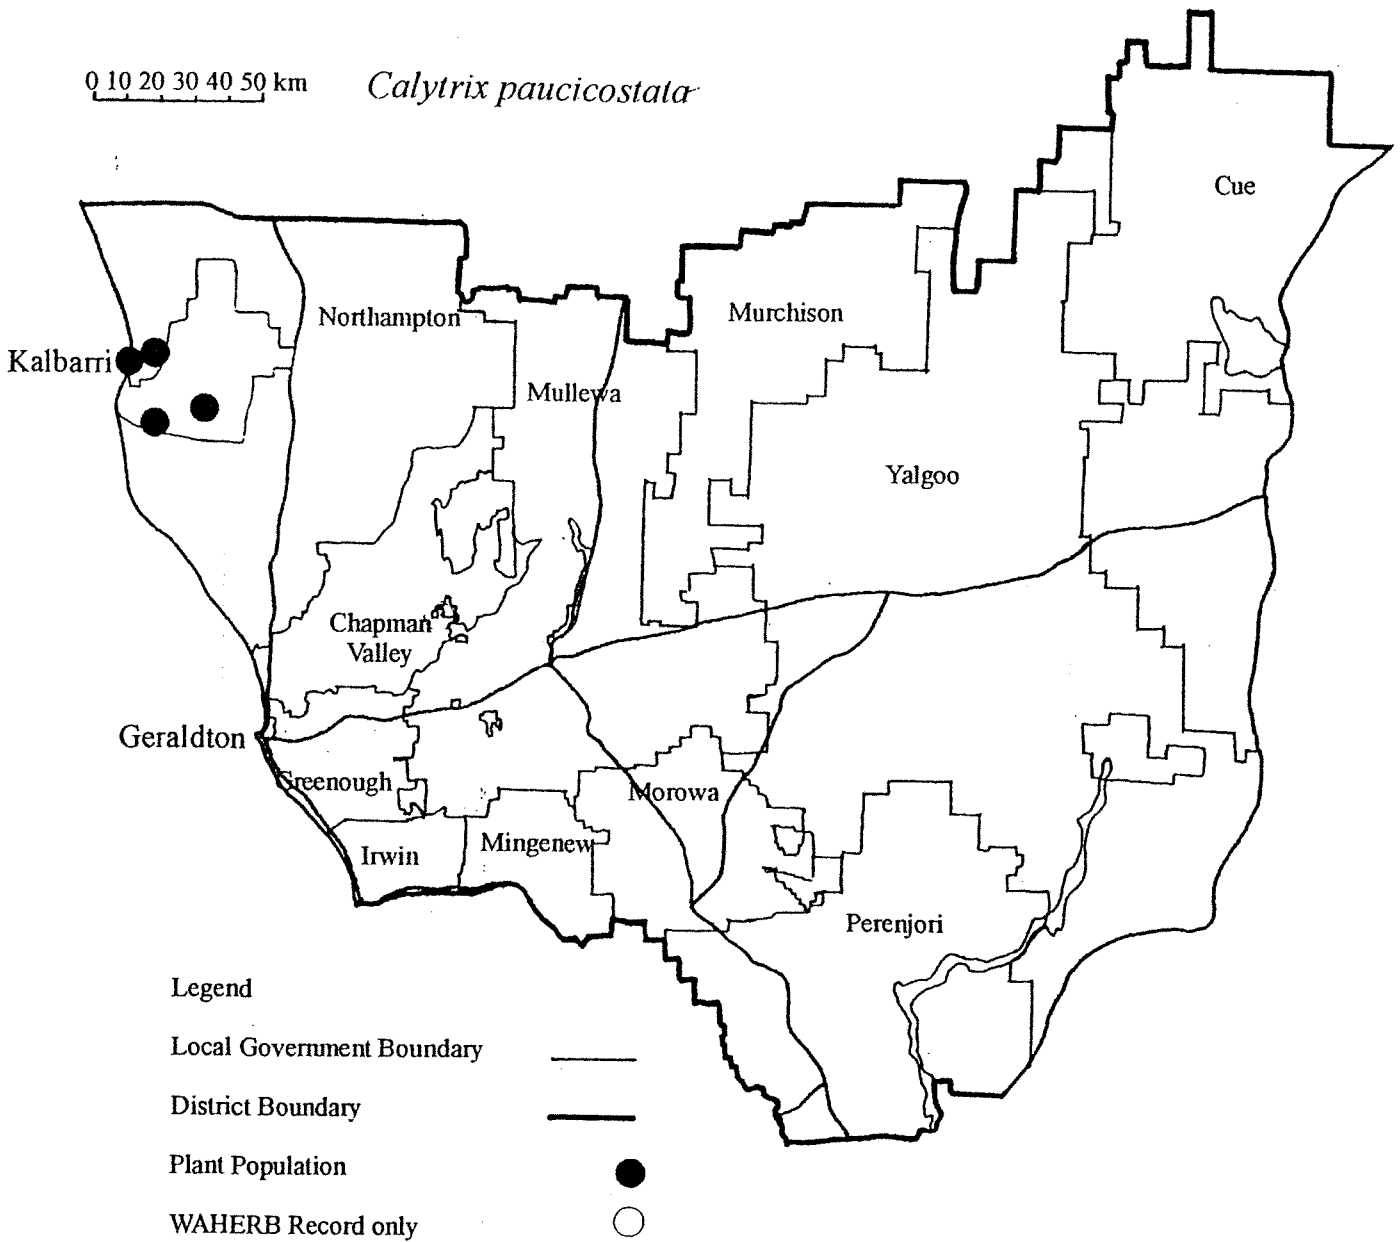 0 10 20 30 40 50 km
Calytrix paucicostata
Cue
Northampton
Murchison
Kalbarri
Mullewa
Yalgoo
Chapman
Valley
Geraldton
Greenough
Morowa
Irwin
Mingenew
Perenjori
Legend
Local Government Boundary
District Boundary
Plant Population
WAHERB Record only